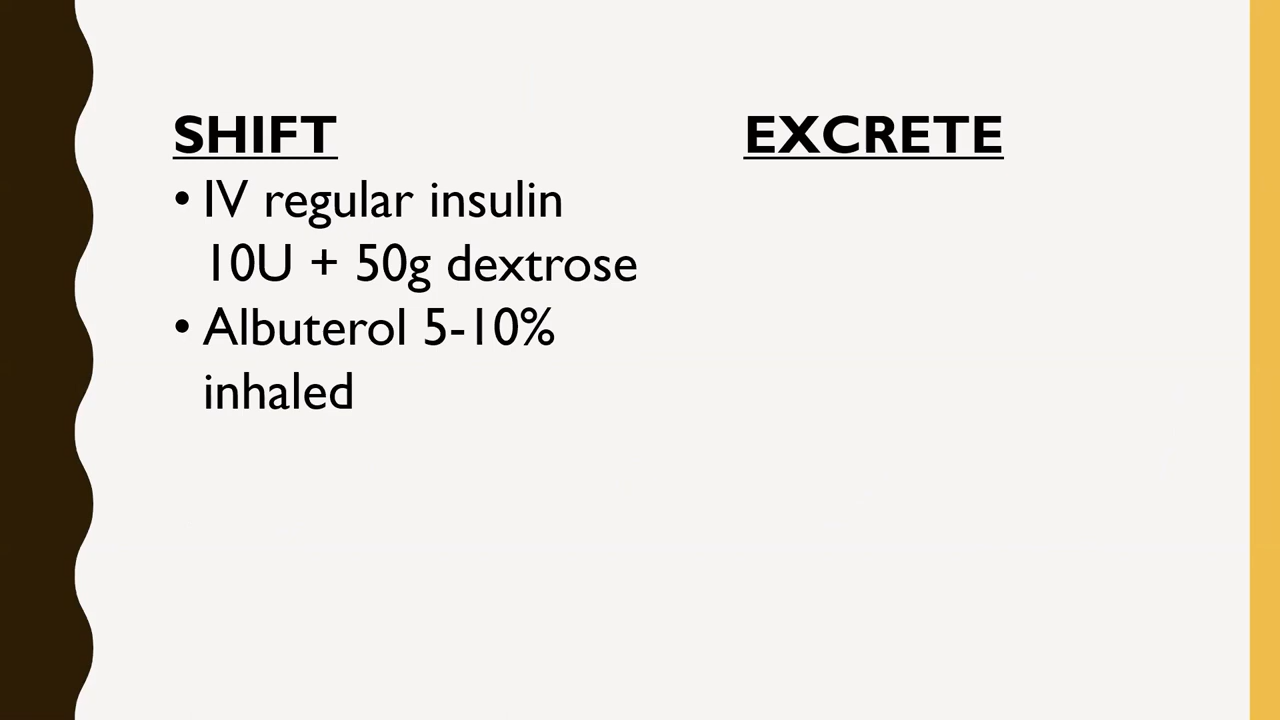 SHIFT
• IV regular insulin
10U + 50g dextrose
• Albuterol 5-10%
inhaled
EXCRETE